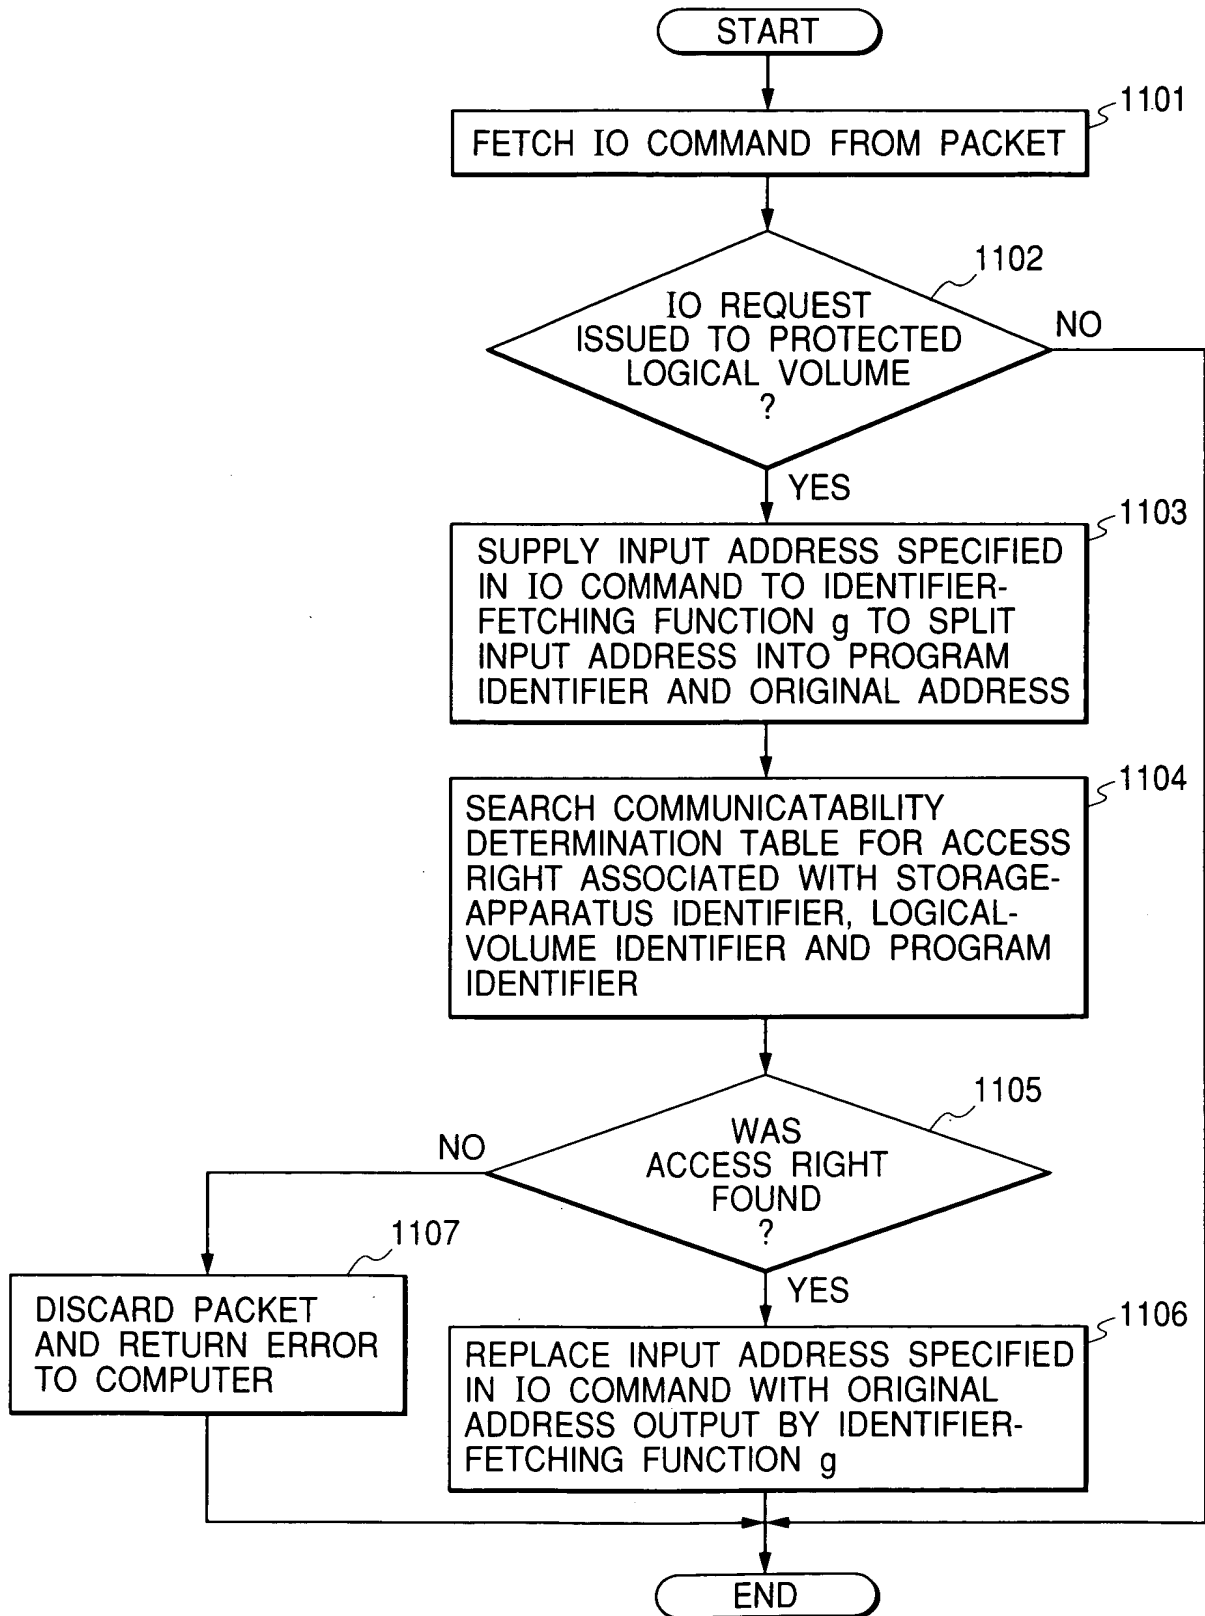 START
1101
FETCH IO COMMAND FROM PACKET
1102
IO REQUEST
ISSUED TO PROTECTED
LOGICAL VOLUME
?
NO
YES
1103
SUPPLY INPUT ADDRESS SPECIFIED
IN IO COMMAND TO IDENTIFIER-
FETCHING FUNCTION g TO SPLIT
INPUT ADDRESS INTO PROGRAM
IDENTIFIER AND ORIGINAL ADDRESS
1104
SEARCH COMMUNICATABILITY
DETERMINATION TABLE FOR ACCESS
RIGHT ASSOCIATED WITH STORAGE-
APPARATUS IDENTIFIER, LOGICAL-
VOLUME IDENTIFIER AND PROGRAM
IDENTIFIER
1105
WAS
ACCESS RIGHT
FOUND
?
NO
YES
1107
DISCARD PACKET
AND RETURN ERROR
TO COMPUTER
1106
REPLACE INPUT ADDRESS SPECIFIED
IN IO COMMAND WITH ORIGINAL
ADDRESS OUTPUT BY IDENTIFIER-
FETCHING FUNCTION g
END